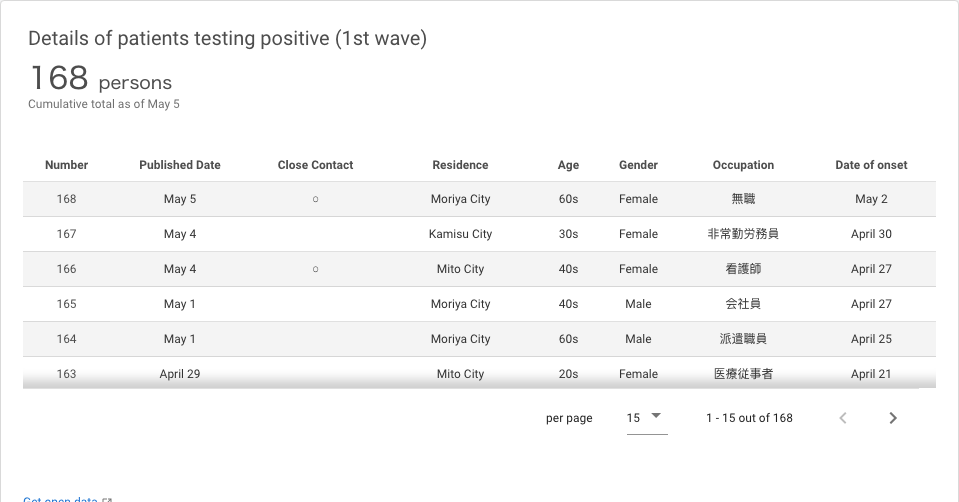 Details of patients testing positive (1st wave)
168 persons
Cumulative total as of May 5
Number Published Date Close Contact Residence Age Gender Occupation Date of onset
168 May 5 ○ Moriya City 60s Female 無職 May 2
167 May 4 Kamisu City 30s Female 非常勤労務員 April 30
166 May 4 ○ Mito City 40s Female 看護師 April 27
165 May 1 Moriya City 40s Male 会社員 April 27
164 May 1 Moriya City 60s Male 派遣職員 April 25
163 April 29 Mito City 20s Female 医療従事者 April 21
per page 15 1 - 15 out of 168
Get open data